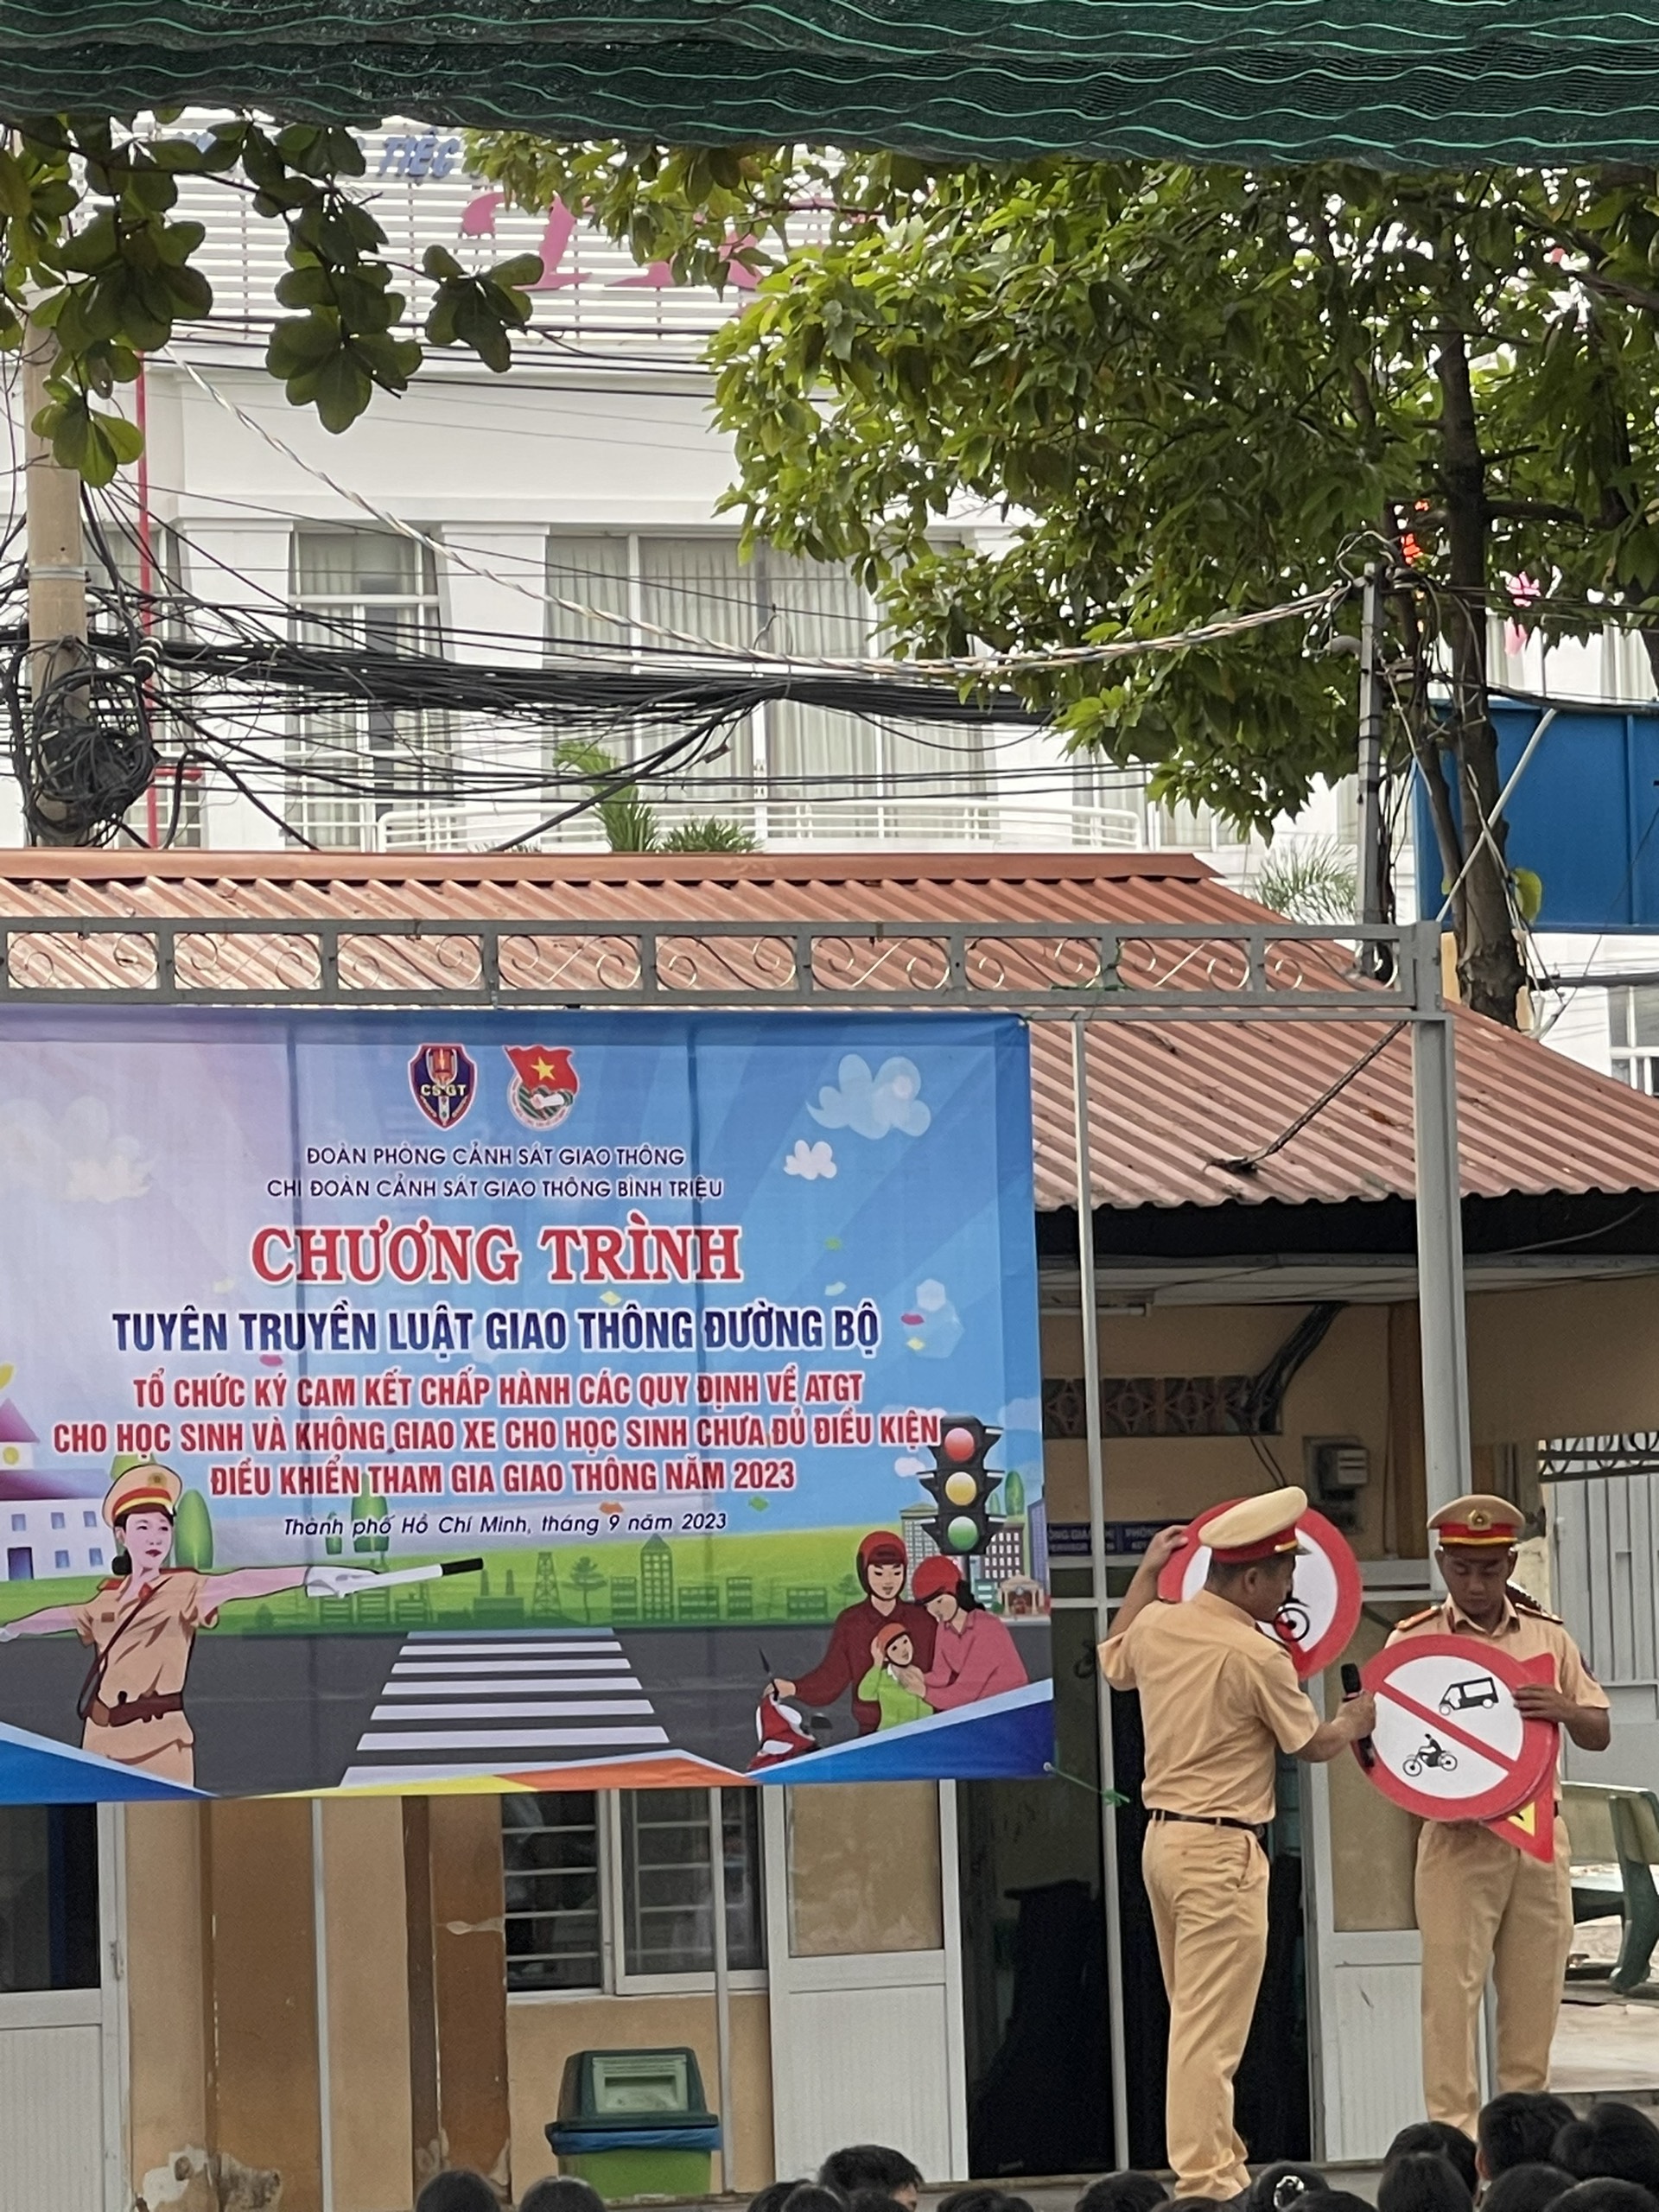 TIỆC
CSGT
ĐOÀN PHÒNG CẢNH SÁT GIAO THÔNG
CHI ĐOÀN CẢNH SÁT GIAO THÔNG BÌNH TRIỆU
CHƯƠNG TRÌNH
TUYÊN TRUYỀN LUẬT GIAO THÔNG ĐƯỜNG BỘ
TỔ CHỨC KÝ CAM KẾT CHẤP HÀNH CÁC QUY ĐỊNH VỀ ATGT
CHO HỌC SINH VÀ KHÔNG GIAO XE CHO HỌC SINH CHƯA ĐỦ ĐIỀU KIỆN
ĐIỀU KHIỂN THAM GIA GIAO THÔNG NĂM 2023
Thành phố Hồ Chí Minh, tháng 9 năm 2023